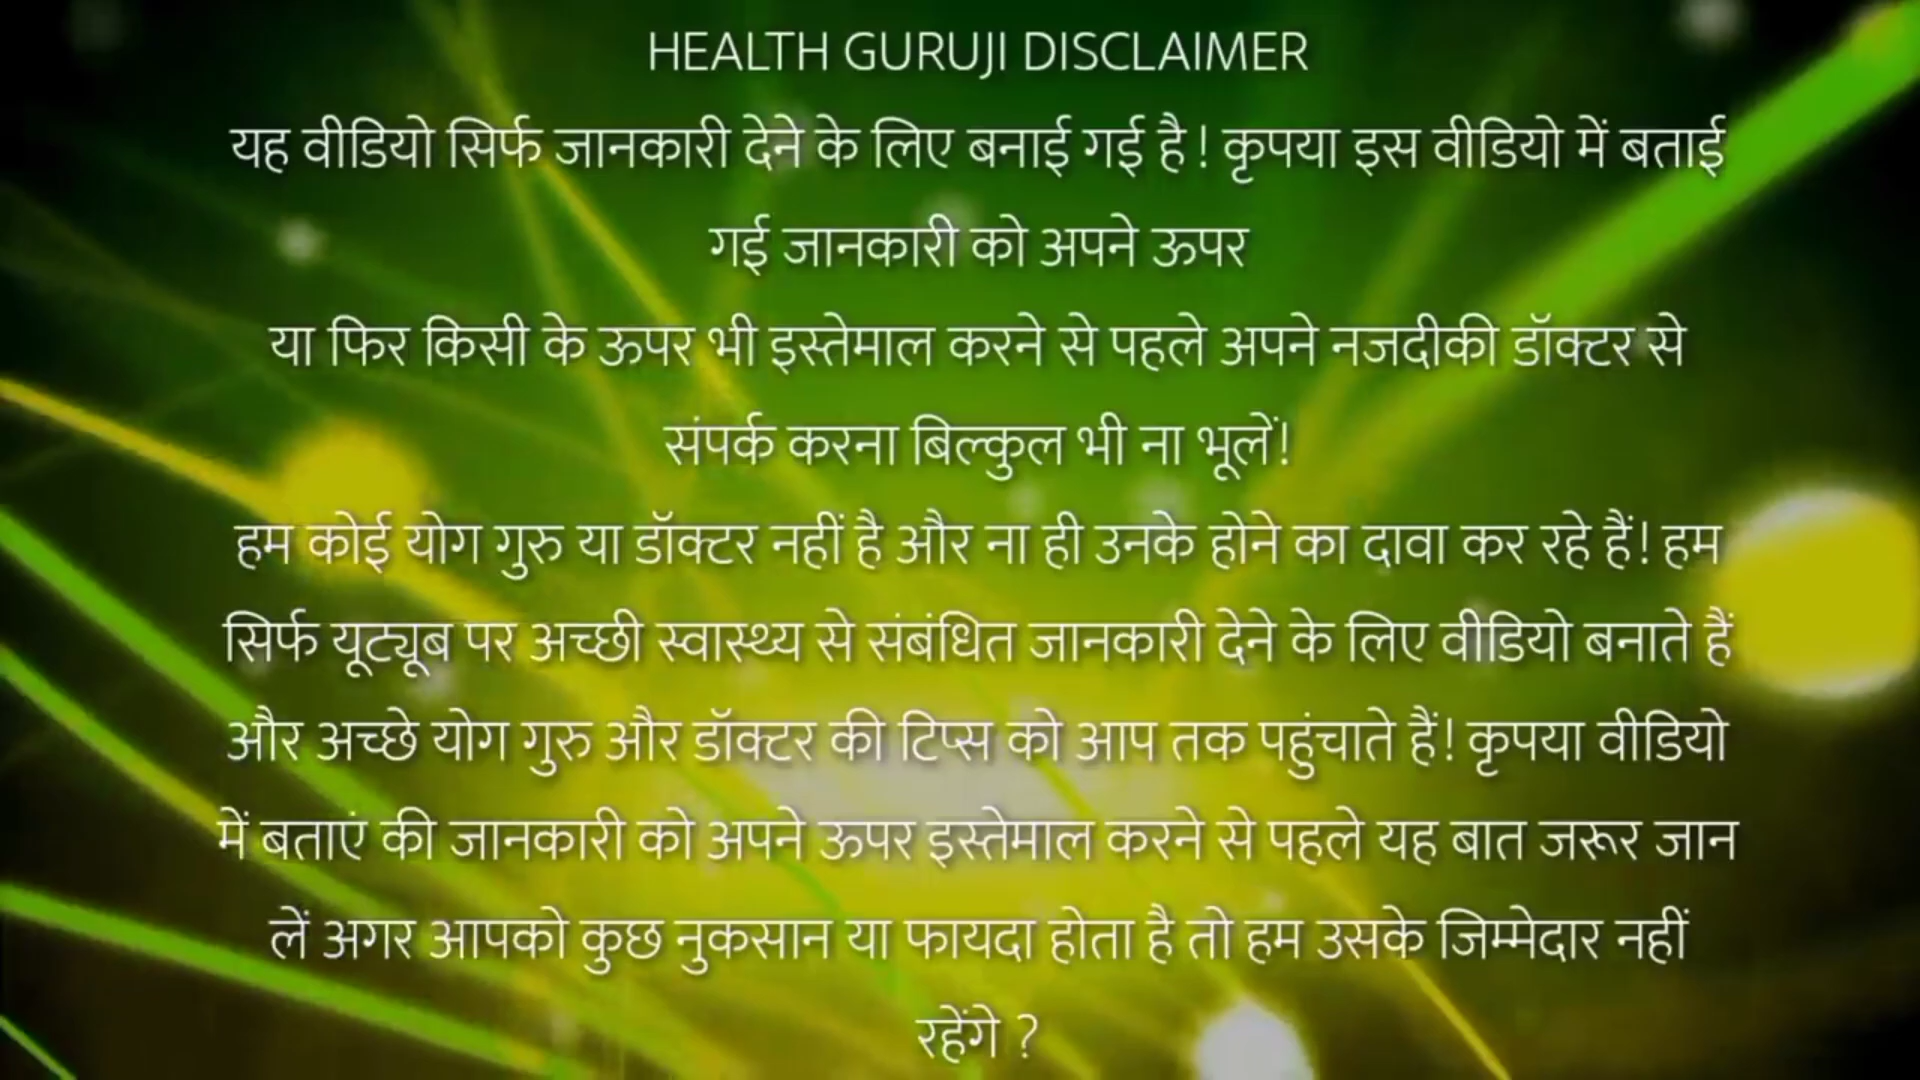 HEALTH GURUJI DISCLAIMER
यह वीडियो सिर्फ जानकारी देने के लिए बनाई गई है ! कृपया इस वीडियो में बताई
गई जानकारी को अपने ऊपर
या फिर किसी के ऊपर भी इस्तेमाल करने से पहले अपने नजदीकी डॉक्टर से
संपर्क करना बिल्कुल भी ना भूलें!
हम कोई योग गुरु या डॉक्टर नहीं है और ना ही उनके होने का दावा कर रहे हैं! हम
सिर्फ यूट्यूब पर अच्छी स्वास्थ्य से संबंधित जानकारी देने के लिए वीडियो बनाते हैं
और अच्छे योग गुरु और डॉक्टर की टिप्स को आप तक पहुंचाते हैं! कृपया वीडियो
में बताएं की जानकारी को अपने ऊपर इस्तेमाल करने से पहले यह बात जरूर जान
लें अगर आपको कुछ नुकसान या फायदा होता है तो हम उसके जिम्मेदार नहीं
रहेंगे ?